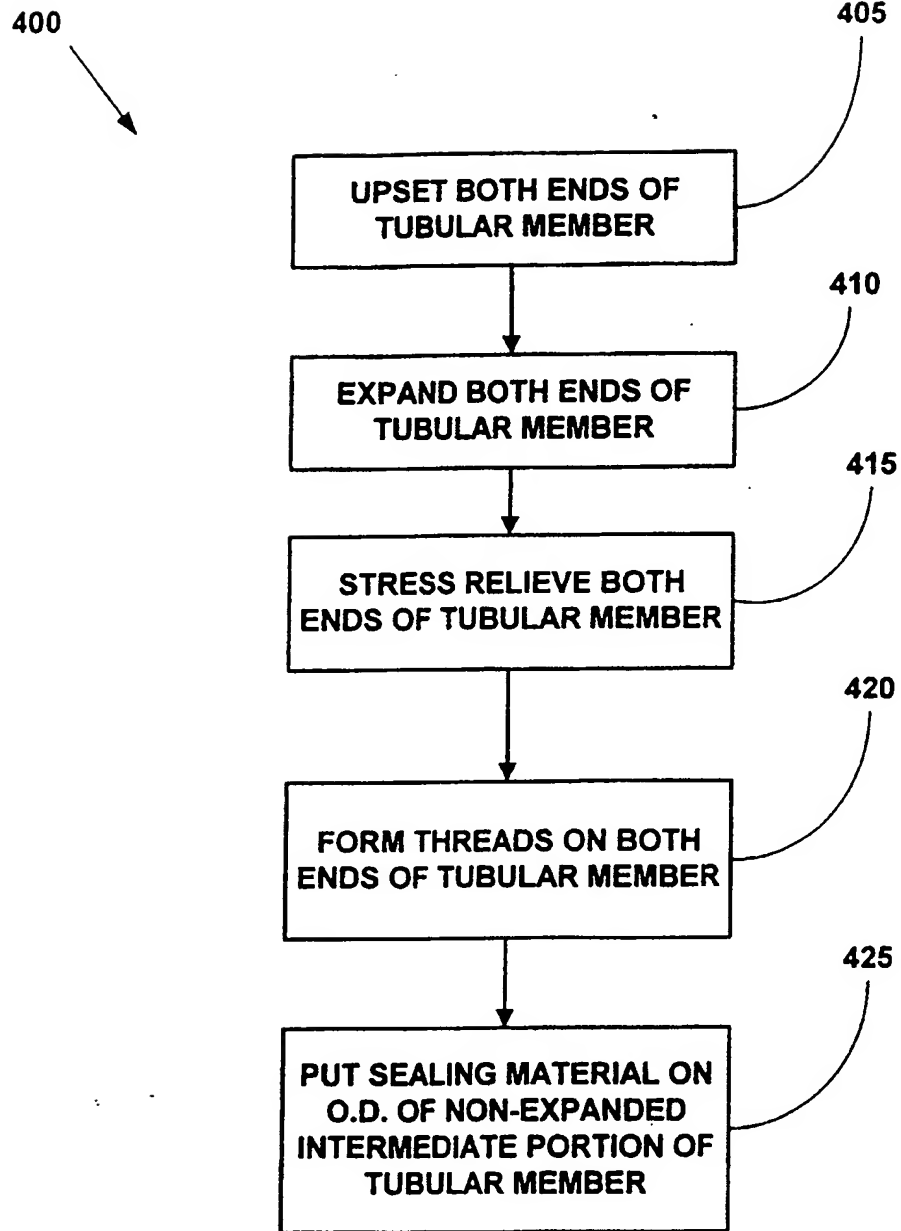 400
405
UPSET BOTH ENDS OF
TUBULAR MEMBER
410
EXPAND BOTH ENDS OF
TUBULAR MEMBER
415
STRESS RELIEVE BOTH
ENDS OF TUBULAR MEMBER
420
FORM THREADS ON BOTH
ENDS OF TUBULAR MEMBER
425
PUT SEALING MATERIAL ON
O.D. OF NON-EXPANDED
INTERMEDIATE PORTION OF
TUBULAR MEMBER